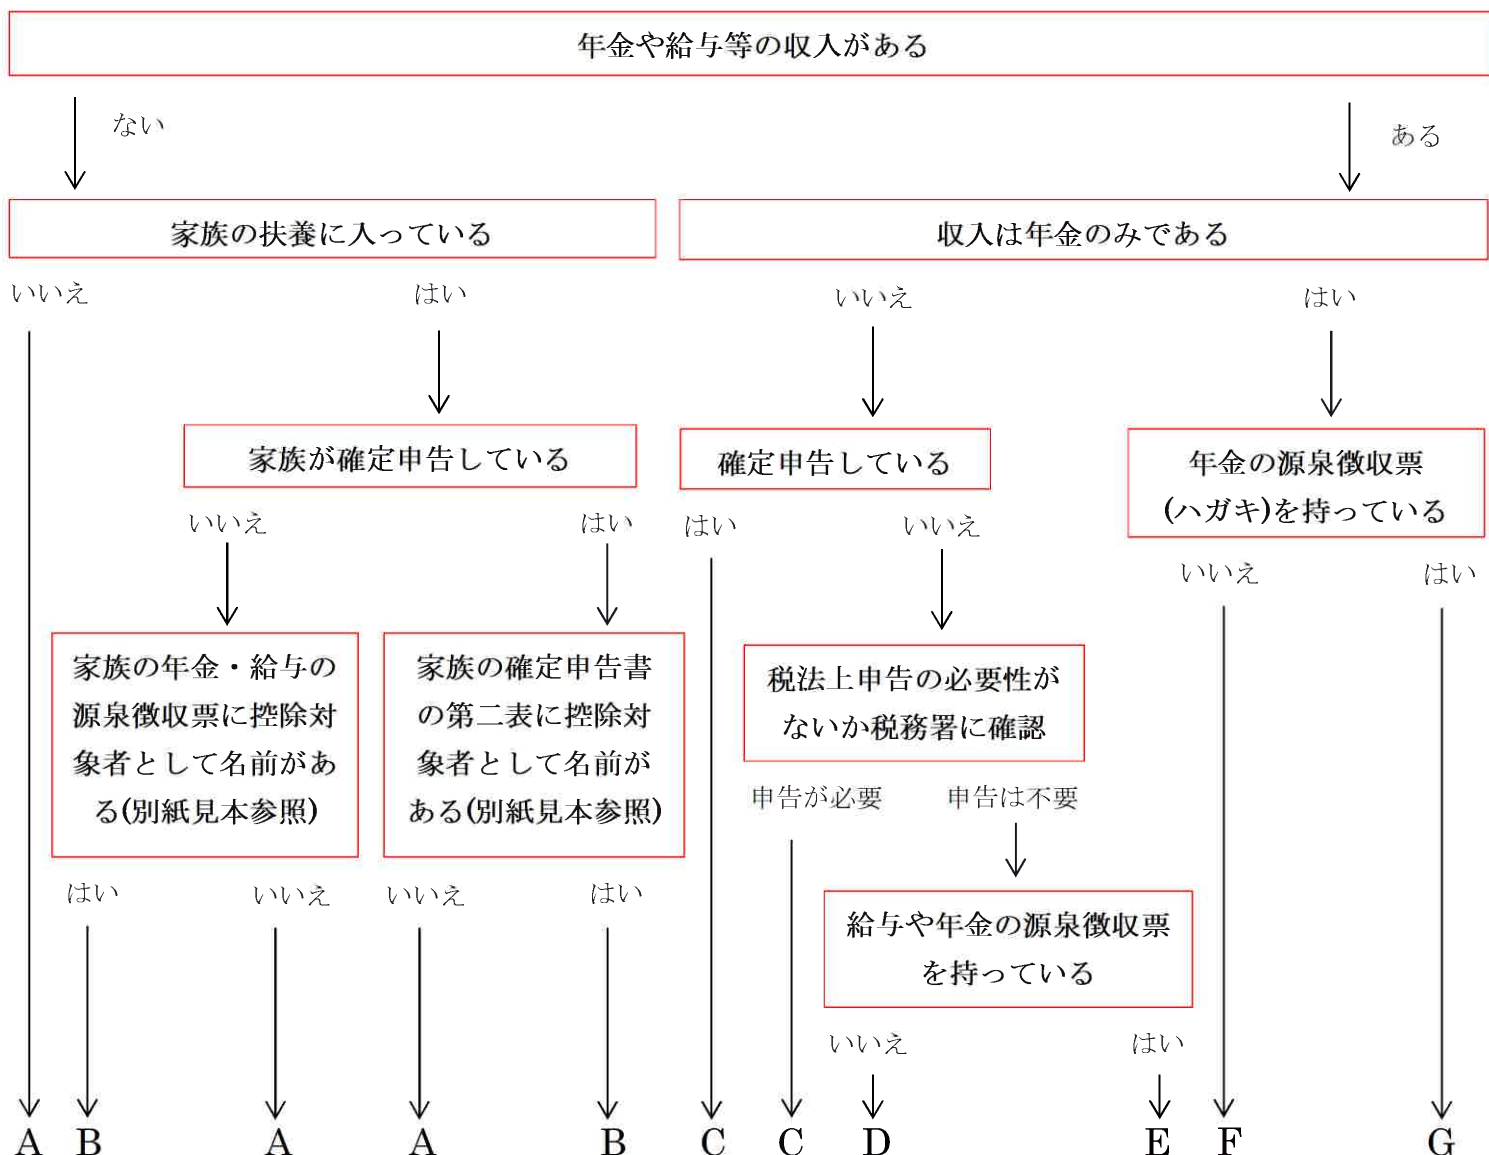 年金や給与等の収入がある
ない
ある
家族の扶養に入っている
収入は年金のみである
いいえ
はい
いいえ
はい
家族が確定申告している
確定申告している
年金の源泉徴収票
(ハガキ)を持っている
いいえ
はい
はい
いいえ
いいえ
はい
家族の年金・給与の
源泉徴収票に控除対
象者として名前があ
る(別紙見本参照)
家族の確定申告書
の第二表に控除対
象者として名前が
ある(別紙見本参照)
税法上申告の必要性が
ないか税務署に確認
申告が必要
申告は不要
はい
いいえ
いいえ
はい
給与や年金の源泉徴収票
を持っている
いいえ
はい
A B A A B C C D E F G